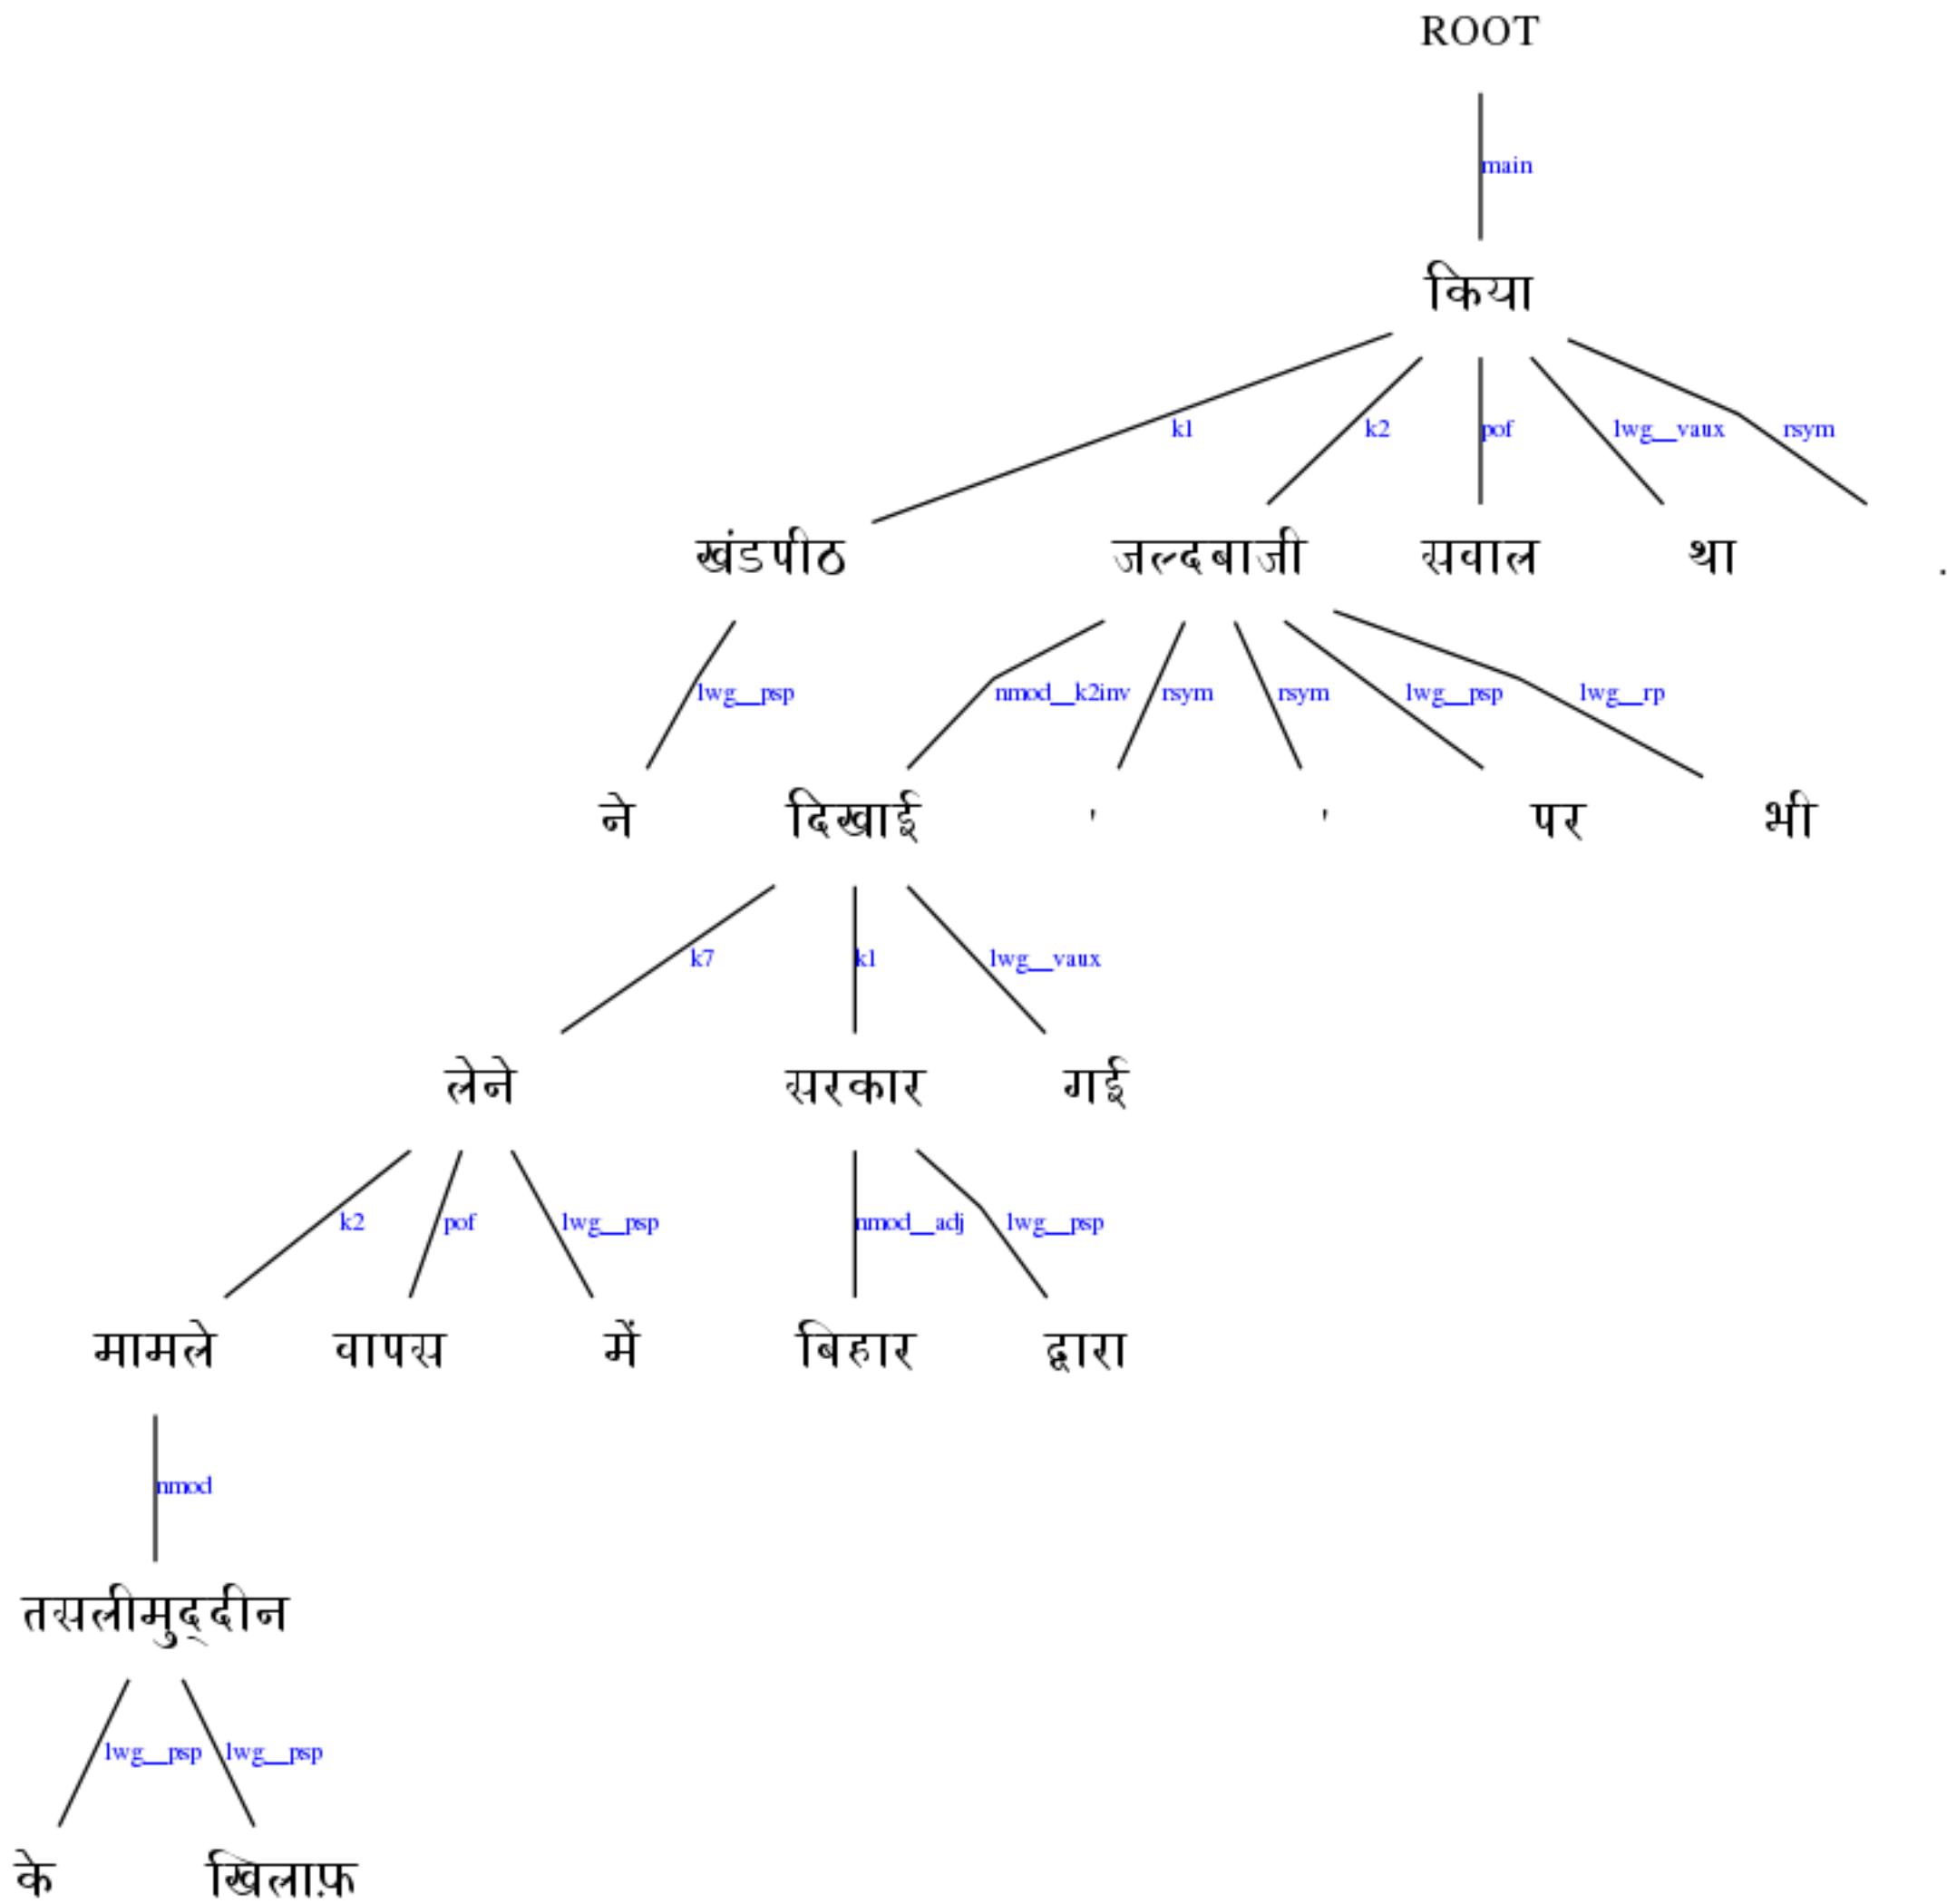 ROOT
main
किया
k1 k2 pof lwg__vaux rsym
खंडपीठ जल्दबाजी सवाल था .
lwg__psp nmod__k2inv rsym rsym lwg__psp lwg__rp
ने दिखाई ' ' पर भी
k7 k1 lwg__vaux
लेने सरकार गई
k2 pof lwg__psp nmod__adj lwg__psp
मामले वापस में बिहार द्वारा
nmod
तसलीमुद्‌दीन
lwg__psp lwg__psp
के खिलाफ़